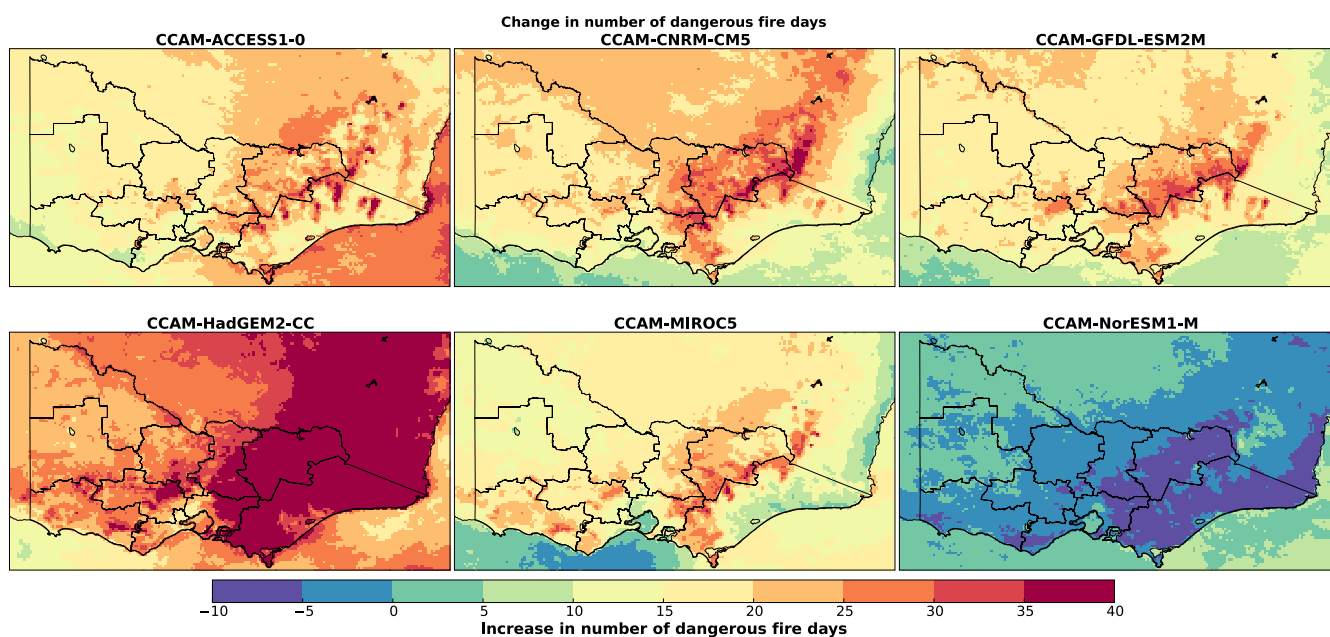 Change in number of dangerous fire days
CCAM-ACCESS1-0 CCAM-CNRM-CM5 CCAM-GFDL-ESM2M
CCAM-HadGEM2-CC CCAM-MIROC5 CCAM-NorESM1-M
−10 −5 0 5 10 15 20 25 30 35 40
Increase in number of dangerous fire days